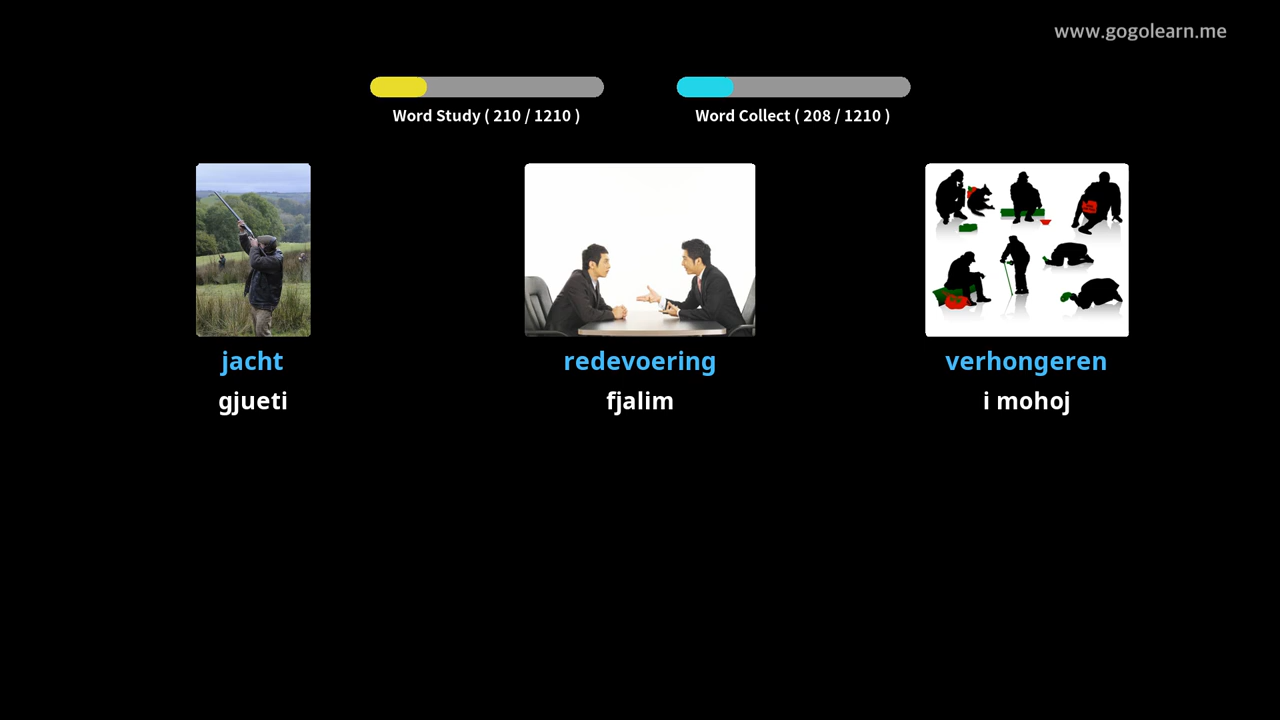 www.gogolearn.me
Word Study ( 210 / 1210 )
Word Collect ( 208 / 1210 )
jacht
redevoering
verhongeren
gjueti
fjalim
i mohoj